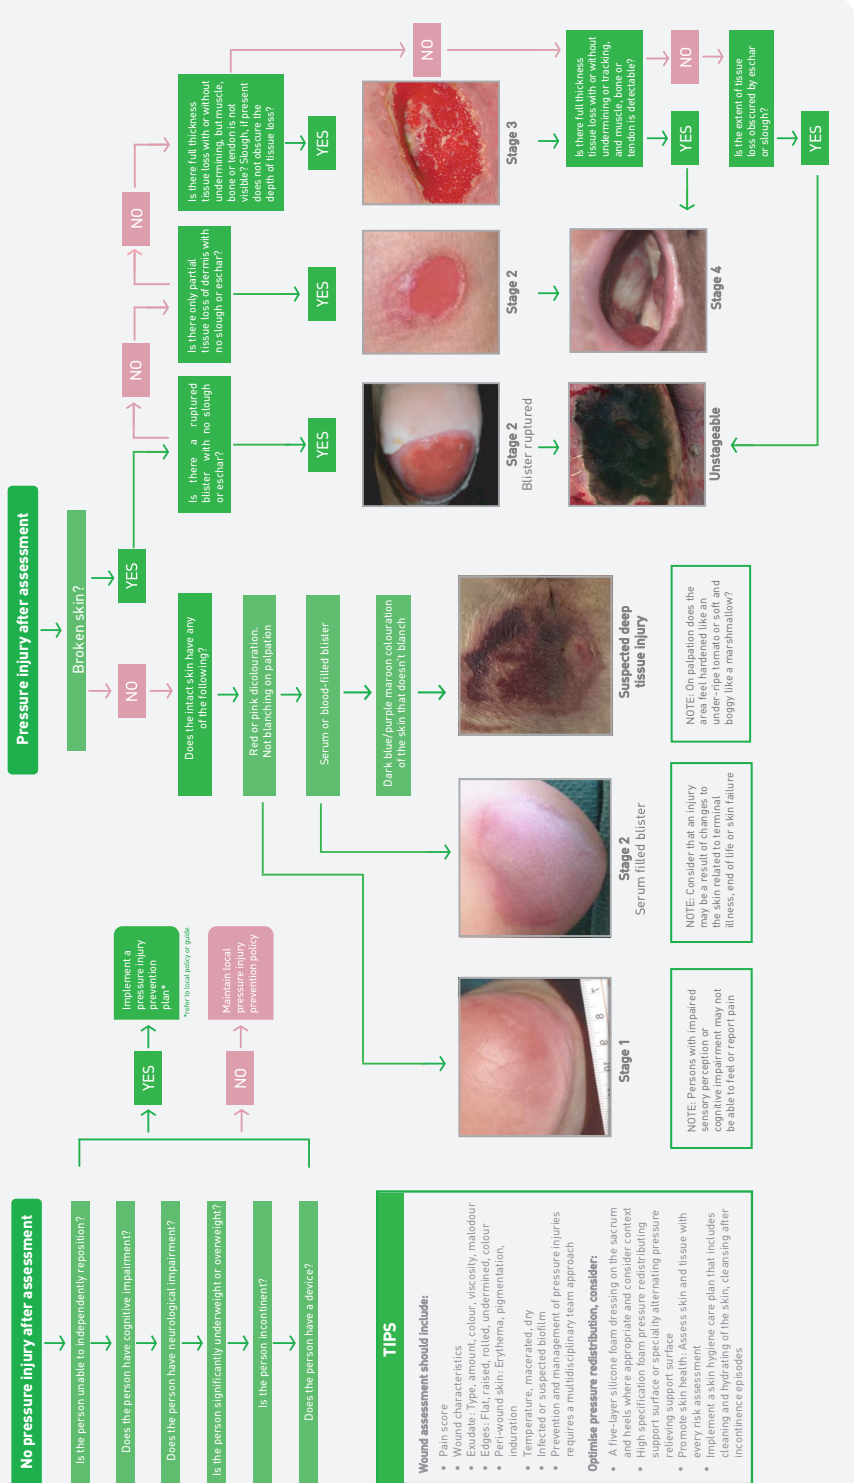 No pressure injury after assessment
Is the person unable to independently reposition?
Does the person have cognitive impairment?
Does the person have neurological impairment?
Is the person significantly underweight or overweight?
Is the person incontinent?
Does the person have a device?
YES
Implement a
pressure injury
prevention
plan*
*refer to local policy or guide
NO
Maintain local
pressure injury
prevention policy
Pressure injury after assessment
Broken skin?
NO
YES
Does the intact skin have any
of the following?
Red or pink dicolouration.
Not blanching on palpation
Serum or blood-filled blister
Dark blue/purple maroon colouration
of the skin that doesn't blanch
Is there a ruptured
blister with no slough
or eschar?
NO
Is there only partial
tissue loss of dermis with
no slough or eschar?
NO
Is there full thickness
tissue loss with or without
undermining, but muscle,
bone or tendon is not
visible? Slough, if present
does not obscure the
depth of tissue loss?
YES
YES
YES
NO
Stage 1
Stage 2
Serum filled blister
Suspected deep
tissue injury
Stage 2
Blister ruptured
Stage 2
Stage 3
Is there full thickness
tissue loss with or without
undermining or tracking,
and muscle, bone or
tendon is detectable?
YES
NO
Is the extent of tissue
loss obscured by eschar
or slough?
YES
Unstageable
Stage 4
10 9 8 7
NOTE: Persons with impaired
sensory perception or
cognitive impairment may not
be able to feel or report pain
NOTE: Consider that an injury
may be a result of changes to
the skin related to terminal
illness, end of life or skin failure
NOTE: On palpation does the
area feel hardened like an
under-ripe tomato or soft and
boggy like a marshmallow?
TIPS
Wound assessment should include:
• Pain score
• Wound characteristics
• Exudate: Type, amount, colour, viscosity, malodour
• Edges: Flat, raised, rolled, undermined, colour
• Peri-wound skin: Erythema, pigmentation,
induration
• Temperature, macerated, dry
• Infected or suspected biofilm
• Prevention and management of pressure injuries
requires a multidisciplinary team approach
Optimise pressure redistribution, consider:
• A five-layer silicone foam dressing on the sacrum
and heels where appropriate and consider context
• High specification foam pressure redistributing
support surface or speciality alternating pressure
relieving support surface
• Promote skin health: Assess skin and tissue with
every risk assessment
• Implement a skin hygiene care plan that includes
cleaning and hydrating of the skin, cleansing after
incontinence episodes